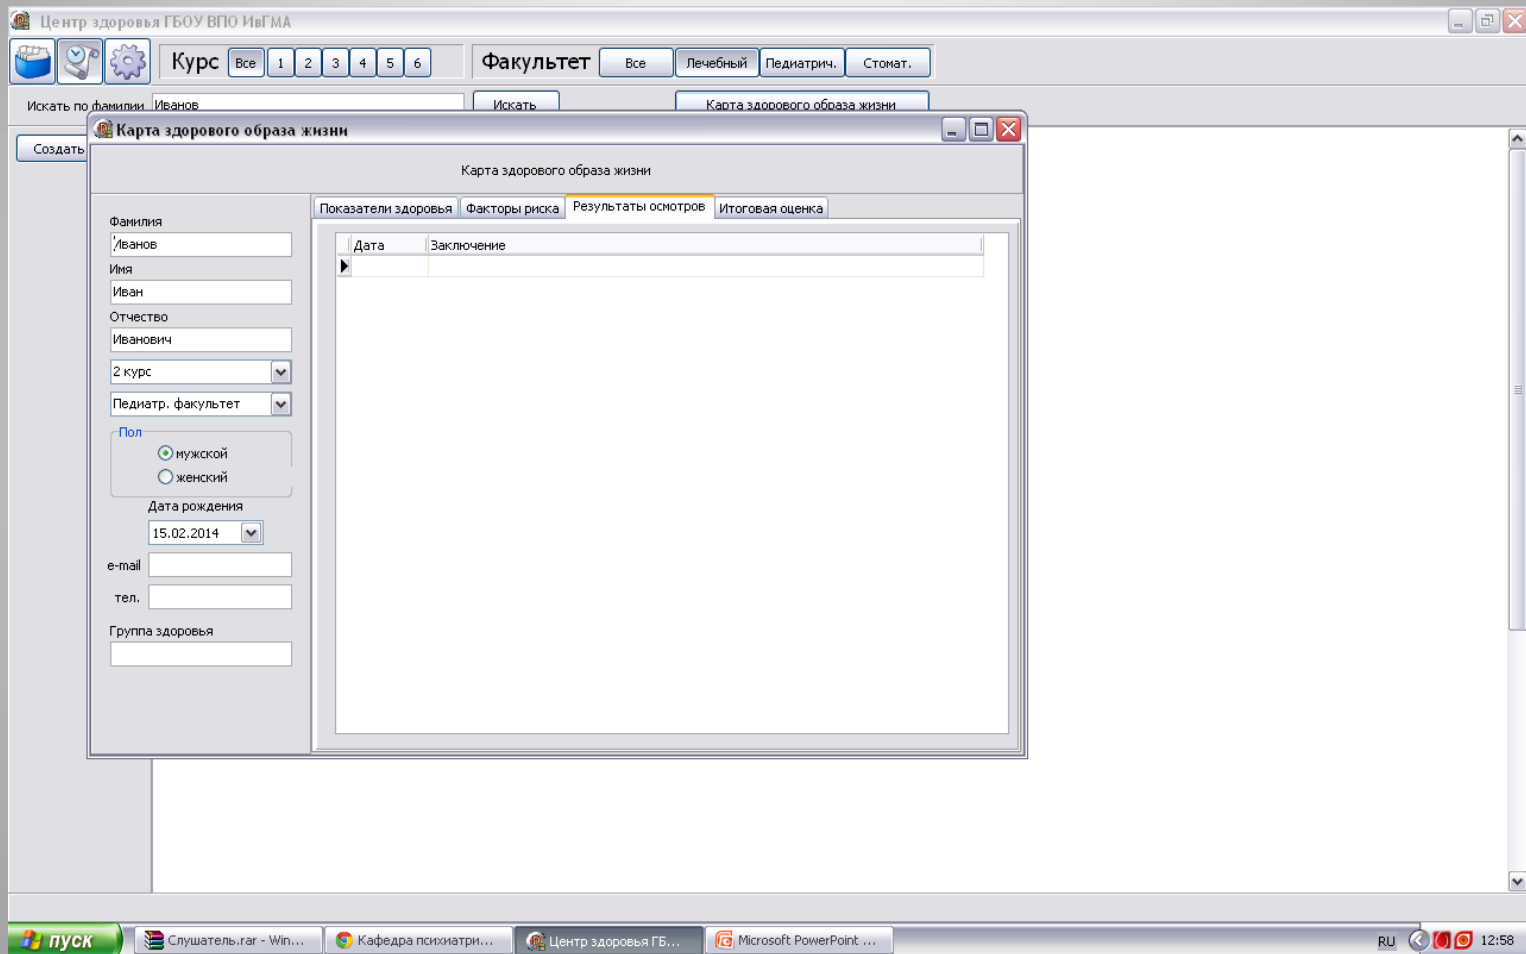 Центр здоровья ГБОУ ВПО ИвГМА
Курс Все 1 2 3 4 5 6 Факультет Все Лечебный Педиатрич. Стомат.
Искать по фамилии Иванов Искать Карта здорового образа жизни
Создать
Карта здорового образа жизни
Карта здорового образа жизни
Показатели здоровья Факторы риска Результаты осмотров Итоговая оценка
Дата Заключение
Фамилия
Иванов
Имя
Иван
Отчество
Иванович
2 курс
Педиатр. факультет
Пол
мужской
женский
Дата рождения
15.02.2014
e-mail
тел.
Группа здоровья
пуск Слушатель.rar - Win... Кафедра психиатри... Центр здоровья ГБ... Microsoft PowerPoint ... RU 12:58